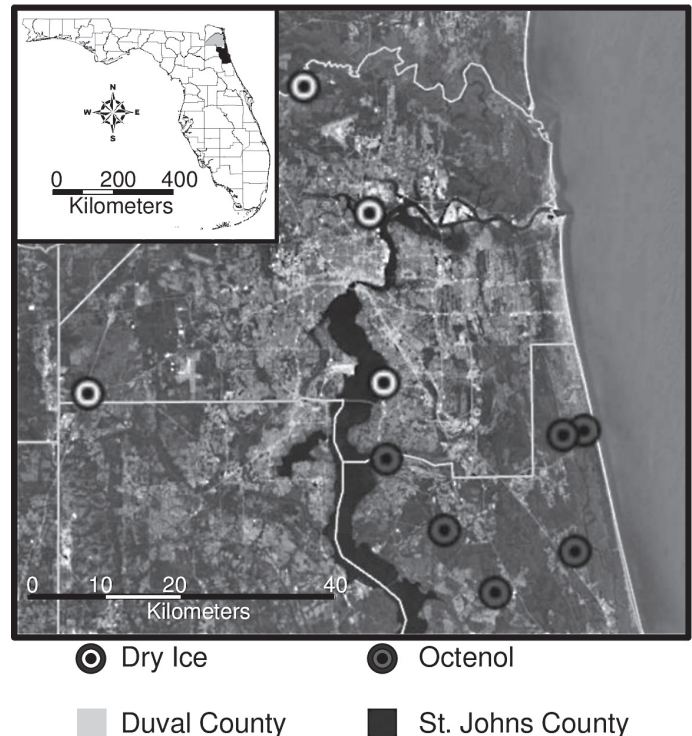 N
W E
S
0 200 400
Kilometers
0 10 20 40
Kilometers
Dry Ice Octenol
Duval County St. Johns County